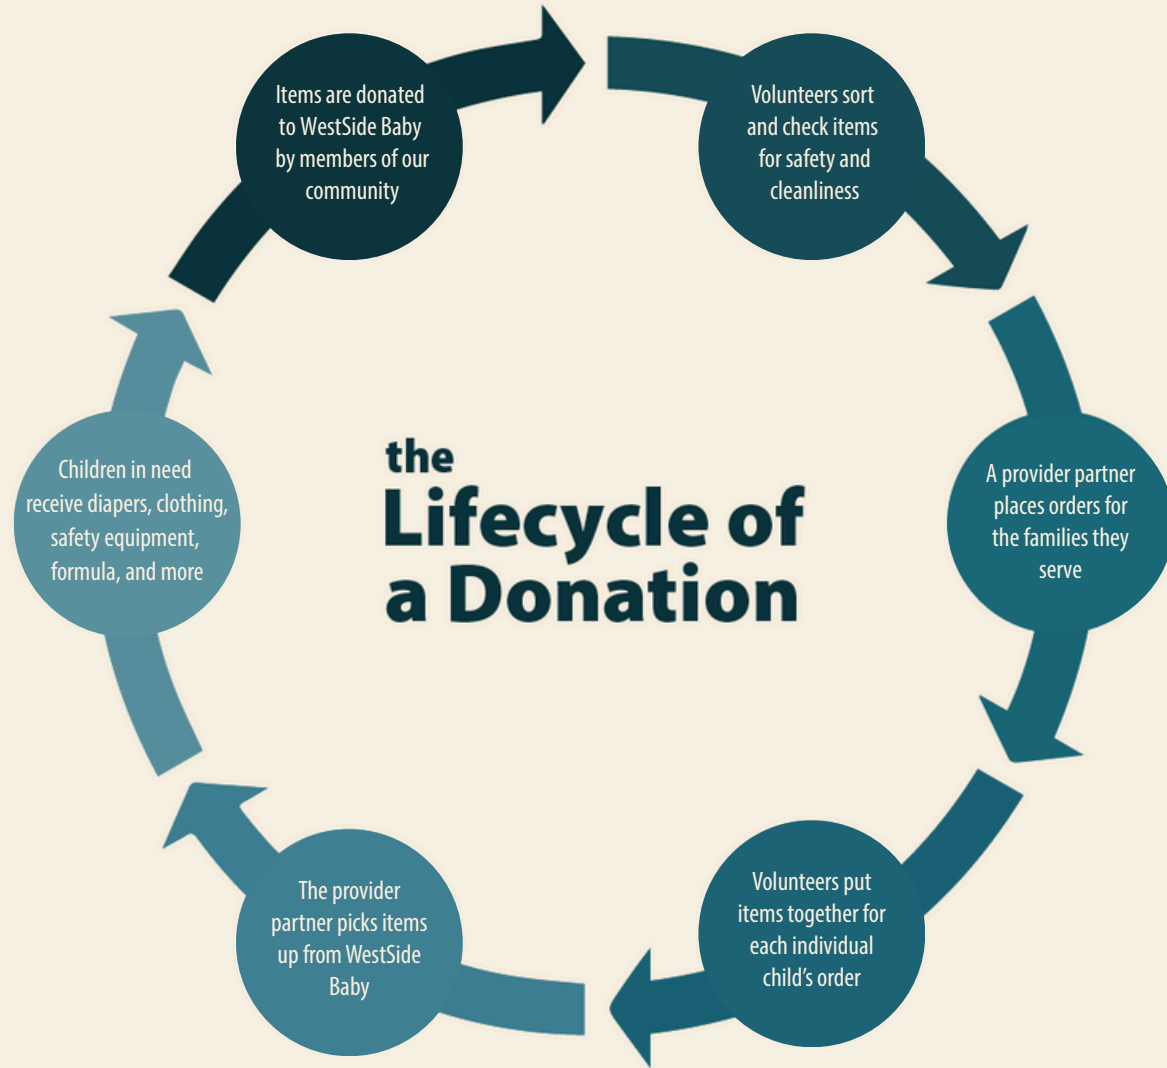 the
Lifecycle of
a Donation
Items are donated
to WestSide Baby
by members of our
community
Volunteers sort
and check items
for safety and
cleanliness
A provider partner
places orders for
the families they
serve
Volunteers put
items together for
each individual
child’s order
The provider
partner picks items
up from WestSide
Baby
Children in need
receive diapers, clothing,
safety equipment,
formula, and more